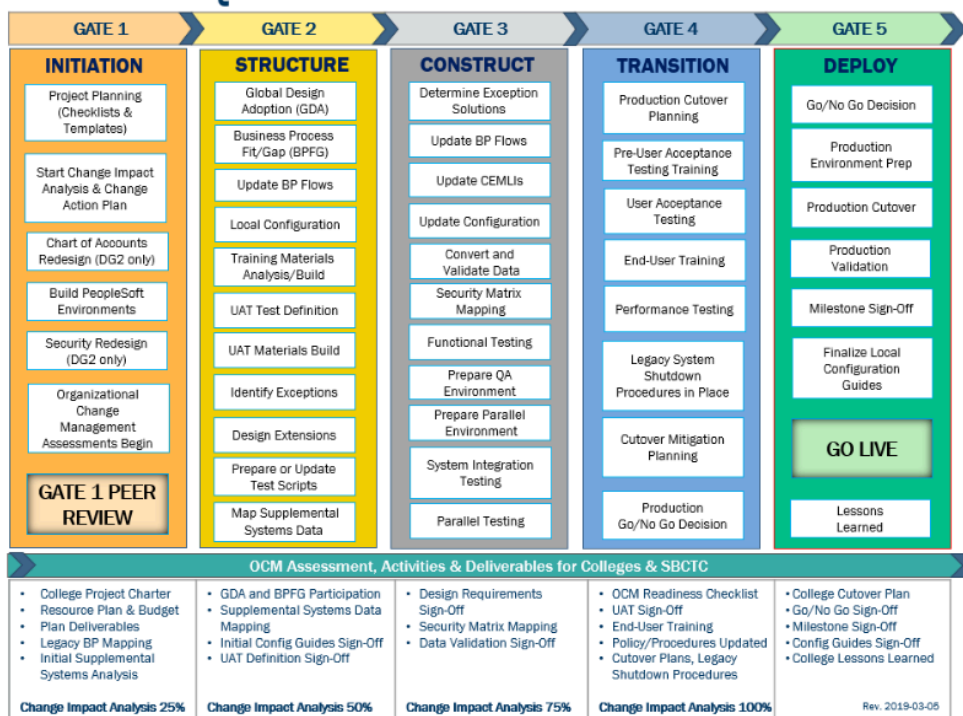 GATE 1
GATE 2
GATE 3
GATE 4
GATE 5
INITIATION
Project Planning
(Checklists &
Templates)
Start Change Impact
Analysis & Change
Action Plan
Chart of Accounts
Redesign (DG2 only)
Build PeopleSoft
Environments
Security Redesign
(DG2 only)
Organizational
Change
Management
Assessments Begin
GATE 1 PEER
REVIEW
STRUCTURE
Global Design
Adoption (GDA)
Business Process
Fit/Gap (BPFG)
Update BP Flows
Local Configuration
Training Materials
Analysis/Build
UAT Test Definition
UAT Materials Build
Identify Exceptions
Design Extensions
Prepare or Update
Test Scripts
Map Supplemental
Systems Data
CONSTRUCT
Determine Exception
Solutions
Update BP Flows
Update CEMLIs
Update Configuration
Convert and
Validate Data
Security Matrix
Mapping
Functional Testing
Prepare QA
Environment
Prepare Parallel
Environment
System Integration
Testing
Parallel Testing
TRANSITION
Production Cutover
Planning
Pre-User Acceptance
Testing Training
User Acceptance
Testing
End-User Training
Performance Testing
Legacy System
Shutdown
Procedures in Place
Cutover Mitigation
Planning
Production
Go/No Go Decision
DEPLOY
Go/No Go Decision
Production
Environment Prep
Production Cutover
Production
Validation
Milestone Sign-Off
Finalize Local
Configuration
Guides
GO LIVE
Lessons
Learned
OCM Assessment, Activities & Deliverables for Colleges & SBCTC
• College Project Charter
• Resource Plan & Budget
• Plan Deliverables
• Legacy BP Mapping
• Initial Supplemental
Systems Analysis
Change Impact Analysis 25%
• GDA and BPFG Participation
• Supplemental Systems Data
Mapping
• Initial Config Guides Sign-Off
• UAT Definition Sign-Off
Change Impact Analysis 50%
• Design Requirements
Sign-Off
• Security Matrix Mapping
• Data Validation Sign-Off
Change Impact Analysis 75%
• OCM Readiness Checklist
• UAT Sign-Off
• End-User Training
• Policy/Procedures Updated
• Cutover Plans, Legacy
Shutdown Procedures
Change Impact Analysis 100%
• College Cutover Plan
• Go/No Go Sign-Off
• Milestone Sign-Off
• Config Guides Sign-Off
• College Lessons Learned
Rev. 2019-03-05